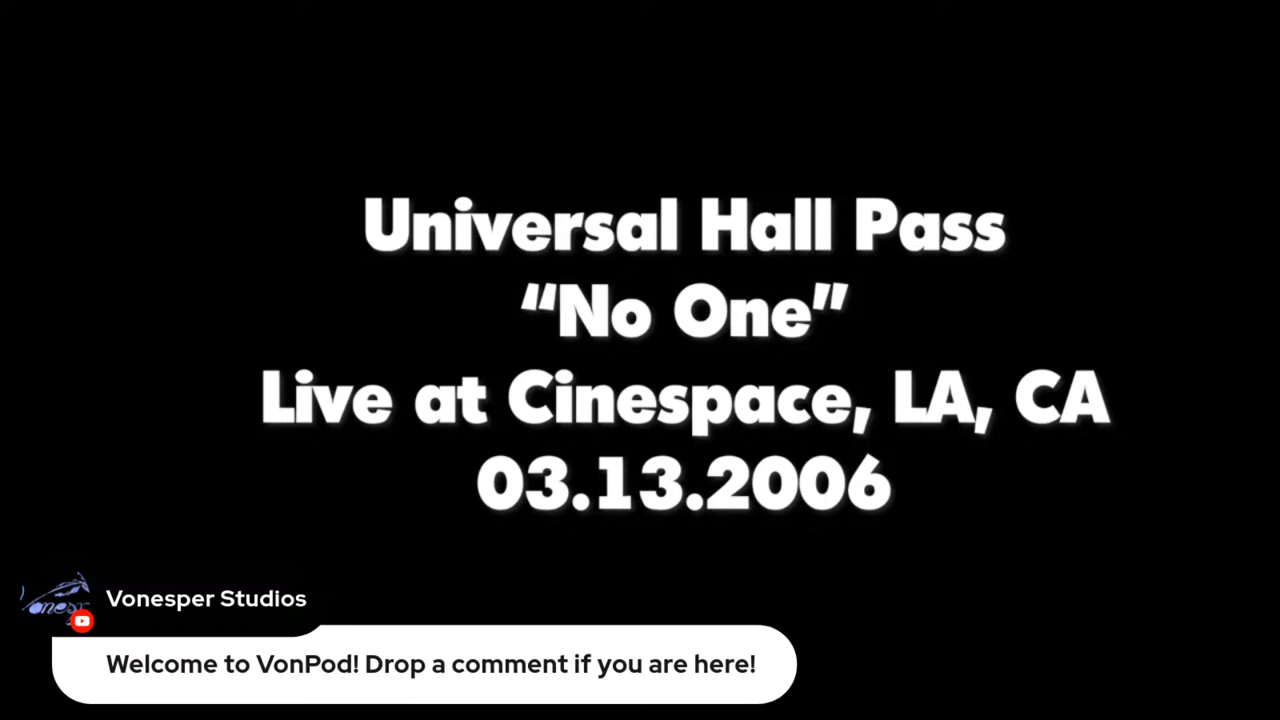 Universal Hall Pass
“No One”
Live at Cinespace, LA, CA
03.13.2006
Vonesper Studios
Welcome to VonPod! Drop a comment if you are here!